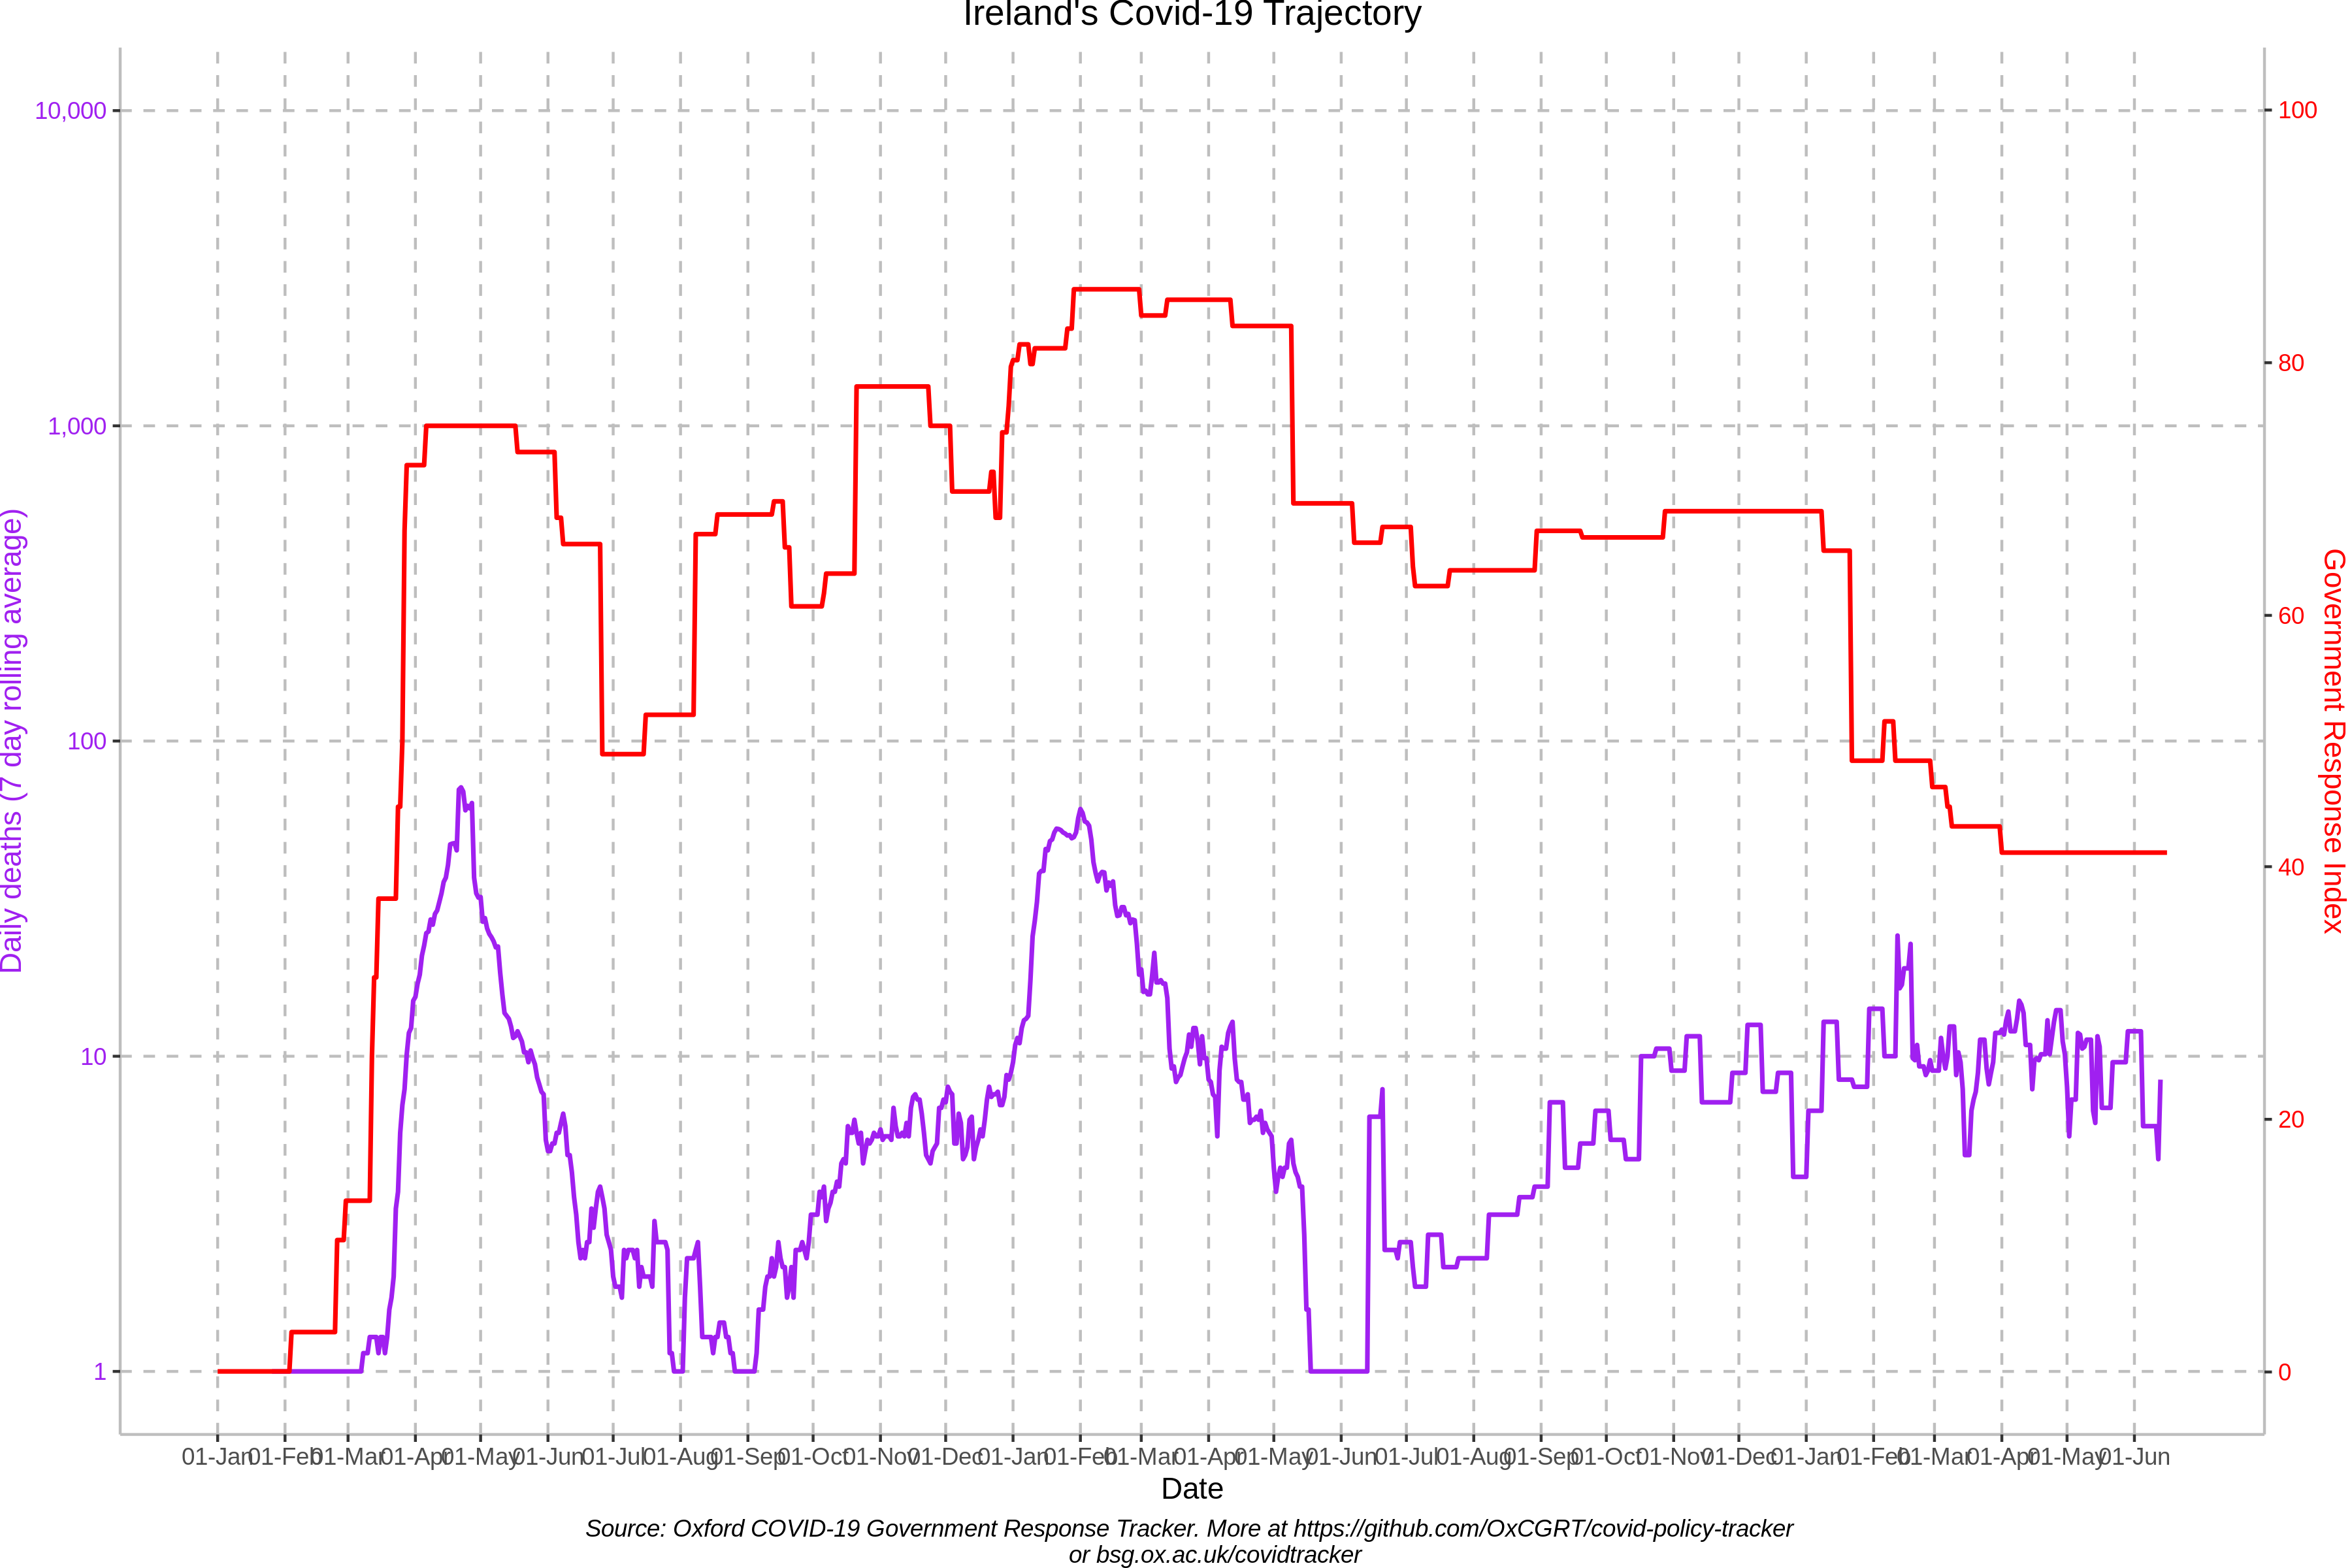 Ireland's Covid-19 Trajectory
10,000
1,000
100
10
1
Daily deaths (7 day rolling average)
100
80
60
40
20
0
Government Response Index
01-Jan 01-Feb 01-Mar 01-Apr 01-May 01-Jun 01-Jul 01-Aug 01-Sep 01-Oct 01-Nov 01-Dec 01-Jan 01-Feb 01-Mar 01-Apr 01-May 01-Jun 01-Jul 01-Aug 01-Sep 01-Oct 01-Nov 01-Dec 01-Jan 01-Feb 01-Mar 01-Apr 01-May 01-Jun
Date
Source: Oxford COVID-19 Government Response Tracker. More at https://github.com/OxCGRT/covid-policy-tracker
or bsg.ox.ac.uk/covidtracker